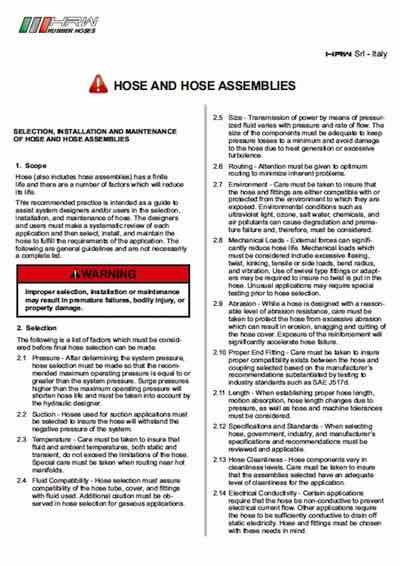 HRW
RUBBER HOSES
HRW Srl - Italy
HOSE AND HOSE ASSEMBLIES
SELECTION, INSTALLATION AND MAINTENANCE
OF HOSE AND HOSE ASSEMBLIES
1. Scope
Hose (also includes hose assemblies) has a finite
life and there are a number of factors which will reduce
its life.
This recommended practice is intended as a guide to
assist system designers and/or users in the selection,
installation, and maintenance of hose. The designers
and users must make a systematic review of each
application and then select, install, and maintain the
hose to fulfill the requirements of the application. The
following are general guidelines and are not necessarily
a complete list.
WARNING
Improper selection, installation or maintenance
may result in premature failures, bodily injury, or
property damage.
2. Selection
The following is a list of factors which must be consid-
ered before final hose selection can be made.
2.1 Pressure - After determining the system pressure,
hose selection must be made so that the recom-
mended maximum operating pressure is equal to or
greater than the system pressure. Surge pressures
higher than the maximum operating pressure will
shorten hose life and must be taken into account by
the hydraulic designer.
2.2 Suction - Hoses used for suction applications must
be selected to insure the hose will withstand the
negative pressure of the system.
2.3 Temperature - Care must be taken to insure that
fluid and ambient temperatures, both static and
transient, do not exceed the limitations of the hose.
Special care must be taken when routing near hot
manifolds.
2.4 Fluid Compatibility - Hose selection must assure
compatibility of the hose tube, cover, and fittings
with fluid used. Additional caution must be ob-
served in hose selection for gaseous applications.
2.5 Size - Transmission of power by means of pressur-
ized fluid varies with pressure and rate of flow. The
size of the components must be adequate to keep
pressure losses to a minimum and avoid damage
to the hose due to heat generation or excessive
turbulence.
2.6 Routing - Attention must be given to optimum
routing to minimize inherent problems.
2.7 Environment - Care must be taken to insure that
the hose and fittings are either compatible with or
protected from the environment to which they are
exposed. Environmental conditions such as
ultraviolet light, ozone, salt water, chemicals, and
air pollutants can cause degradation and prema-
ture failure and, therefore, must be considered.
2.8 Mechanical Loads - External forces can signifi-
cantly reduce hose life. Mechanical loads which
must be considered include excessive flexing,
twist, kinking, tensile or side loads, bend radius,
and vibration. Use of swivel type fittings or adapt-
ers may be required to insure no twist is put in the
hose. Unusual applications may require special
testing prior to hose selection.
2.9 Abrasion - While a hose is designed with a reason-
able level of abrasion resistance, care must be
taken to protect the hose from excessive abrasion
which can result in erosion, snagging and cutting of
the hose cover. Exposure of the reinforcement will
significantly accelerate hose failure.
2.10 Proper End Fitting - Care must be taken to insure
proper compatibility exists between the hose and
coupling selected based on the manufacturer's
recommendations substantiated by testing to
industry standards such as SAE J517d.
2.11 Length - When establishing proper hose length,
motion absorption, hose length changes due to
pressure, as well as hose and machine tolerances
must be considered.
2.12 Specifications and Standards - When selecting
hose, government, industry, and manufacturer's
specifications and recommendations must be
reviewed and applicable.
2.13 Hose Cleanliness - Hose components vary in
cleanliness levels. Care must be taken to insure
that the assemblies selected have an adequate
level of cleanliness for the application.
2.14 Electrical Conductivity - Certain applications
require that the hose be non-conductive to prevent
electrical current flow. Other applications require
the hose to be sufficiently conductive to drain off
static electricity. Hose and fittings must be chosen
with these needs in mind.